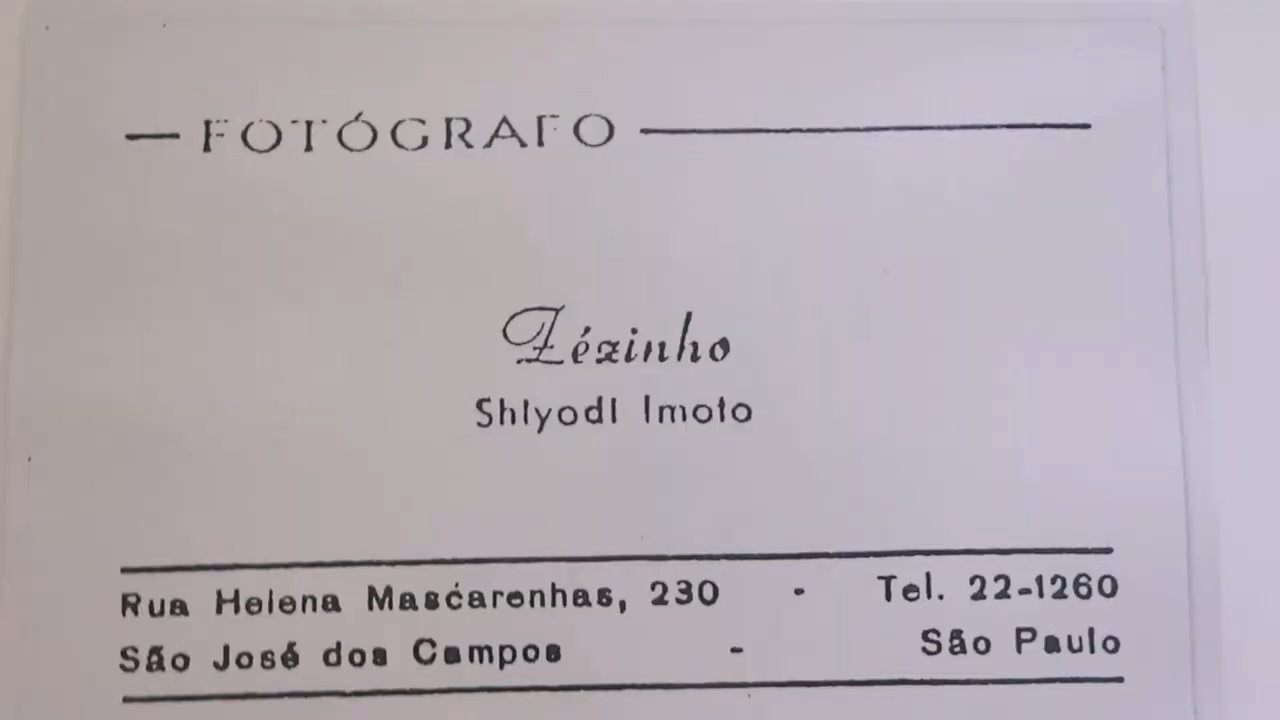 FOTÓGRAFO
Zézinho
Shiyodi Imoto
Rua Helena Mascarenhas, 230 - Tel. 22-1260
São José dos Campos - São Paulo